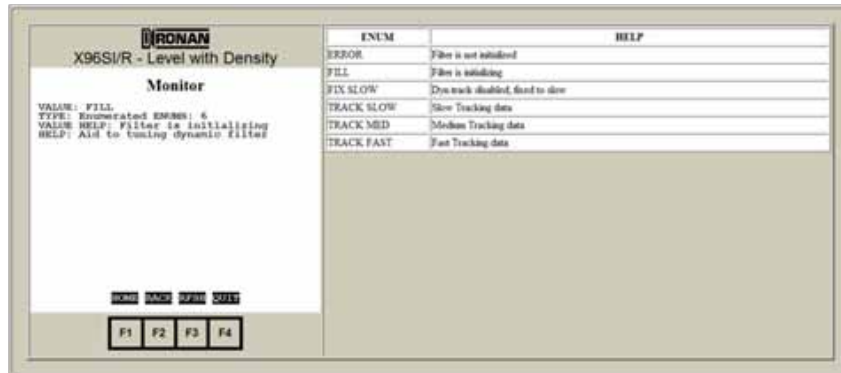 RONAN
X96SI/R - Level with Density
Monitor
VALUE: FILL
TYPE: Enumerated ENUMS: 6
VALUE HELP: Filter is initializing
HELP: Aid to tuning dynamic filter
HOME BACK RFSH QUIT
F1 F2 F3 F4
ENUM HELP
ERROR Filter is not initialized
FILL Filter is initializing
FIX SLOW Dyn track disabled, fixed to slow
TRACK SLOW Slow Tracking data
TRACK MED Medium Tracking data
TRACK FAST Fast Tracking data